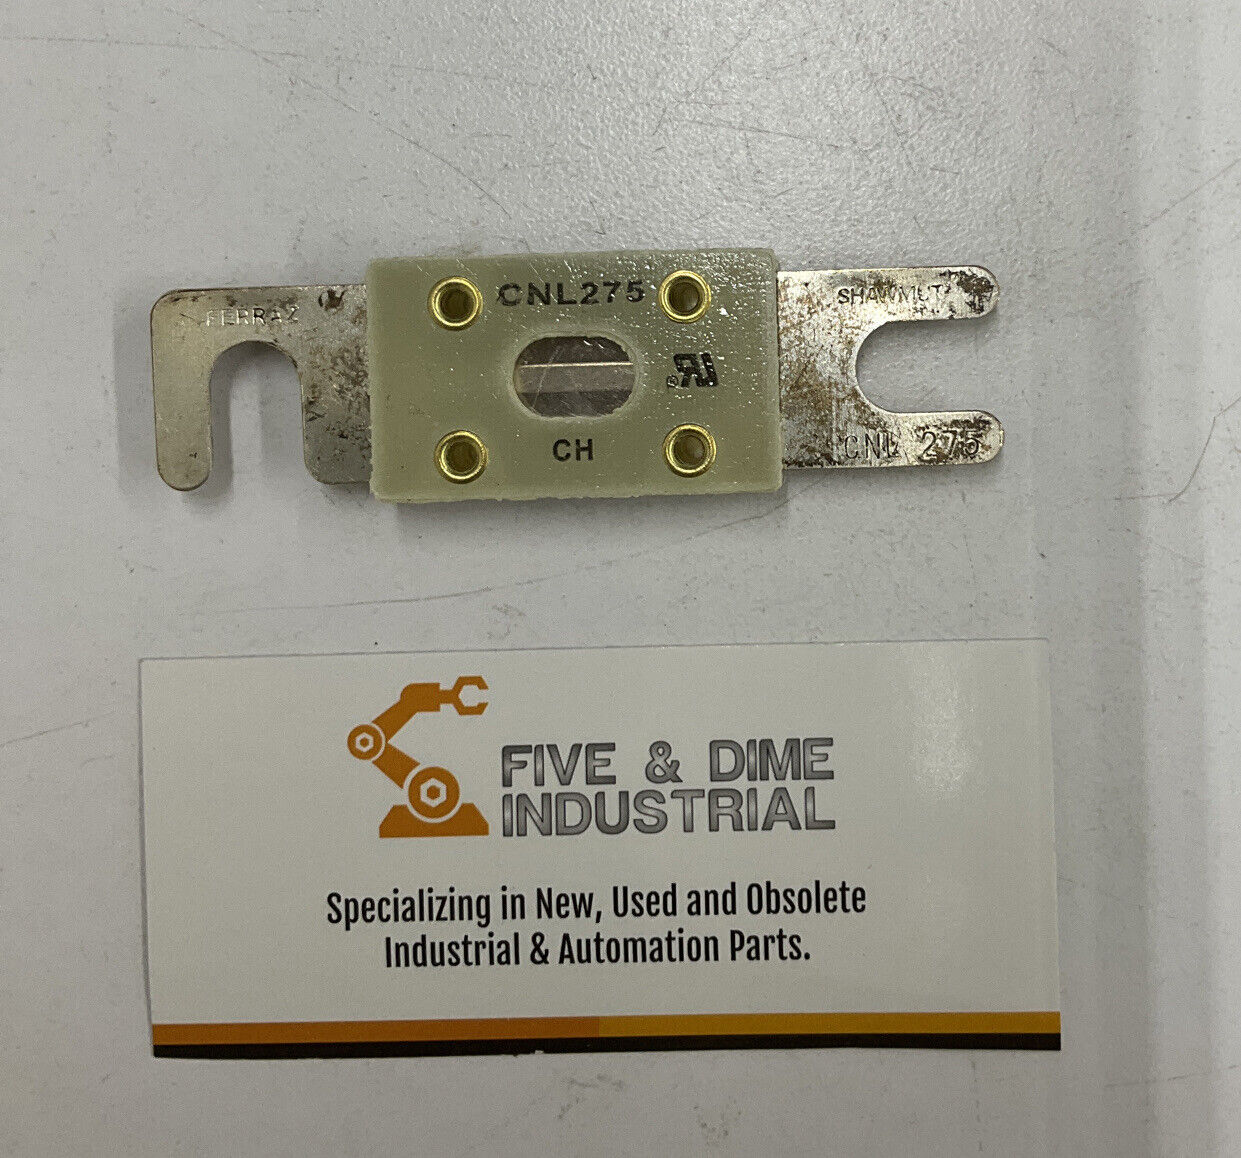 FERRAZ
CNL275
SHAWMUT
®
CH
CNL 275
FIVE & DIME
INDUSTRIAL
Specializing in New, Used and Obsolete
Industrial & Automation Parts.